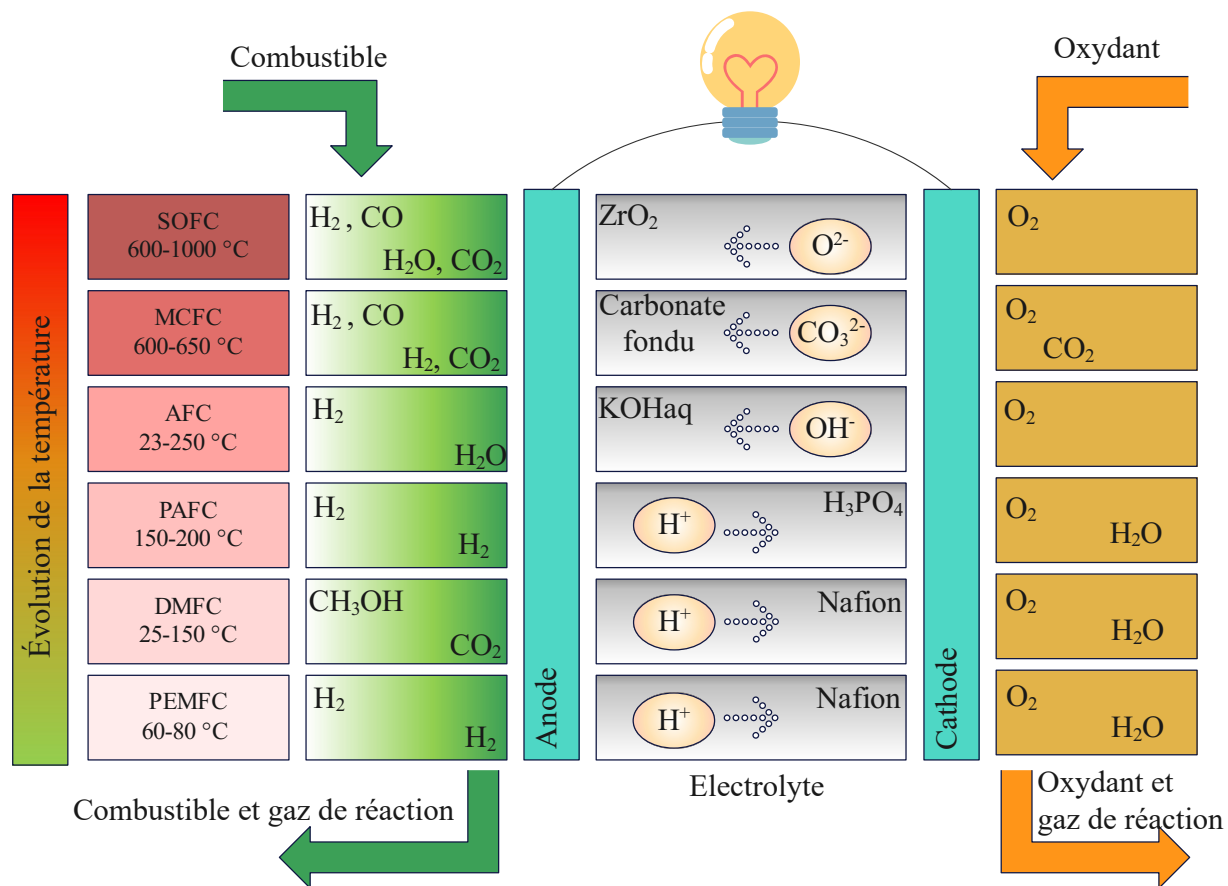 Combustible
Oxydant
Évolution de la température
SOFC
600-1000 °C
H₂ , CO
H₂O, CO₂
ZrO₂
O²⁻
O₂
MCFC
600-650 °C
H₂ , CO
H₂, CO₂
Carbonate
fondu
CO₃²⁻
O₂
CO₂
AFC
23-250 °C
H₂
H₂O
KOHaq
OH⁻
O₂
PAFC
150-200 °C
H₂
H₂
H⁺
H₃PO₄
O₂
H₂O
DMFC
25-150 °C
CH₃OH
CO₂
H⁺
Nafion
O₂
H₂O
PEMFC
60-80 °C
H₂
H₂
Anode
H⁺
Nafion
Cathode
O₂
H₂O
Electrolyte
Combustible et gaz de réaction
Oxydant et
gaz de réaction